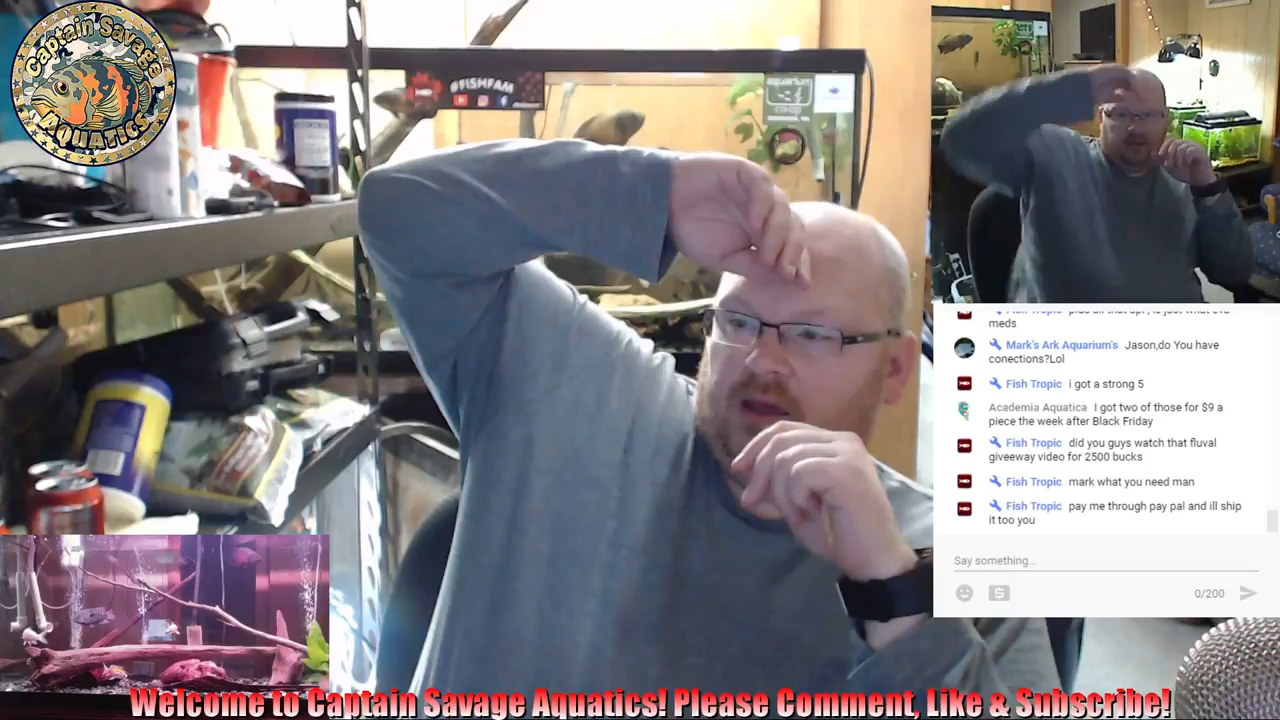 Captain Savage
AQUATICS
#FISHFAM
aquarium
co-op
meds
Mark's Ark Aquarium's Jason,do You have
conections?Lol
Fish Tropic i got a strong 5
Academia Aquatica I got two of those for $9 a
piece the week after Black Friday
Fish Tropic did you guys watch that fluval
giveeway video for 2500 bucks
Fish Tropic mark what you need man
Fish Tropic pay me through pay pal and ill ship
it too you
Say something...
0/200
Welcome to Captain Savage Aquatics! Please Comment, Like & Subscribe!